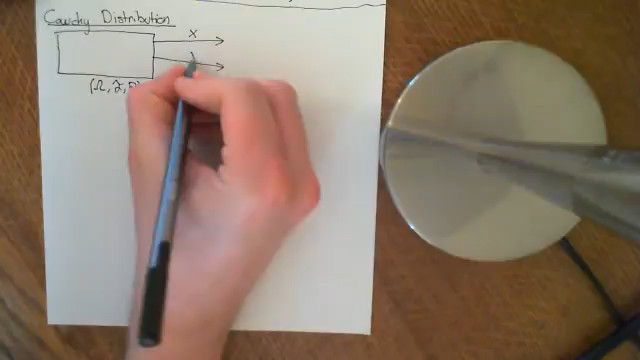 Cauchy Distribution
X
(Ω, F,